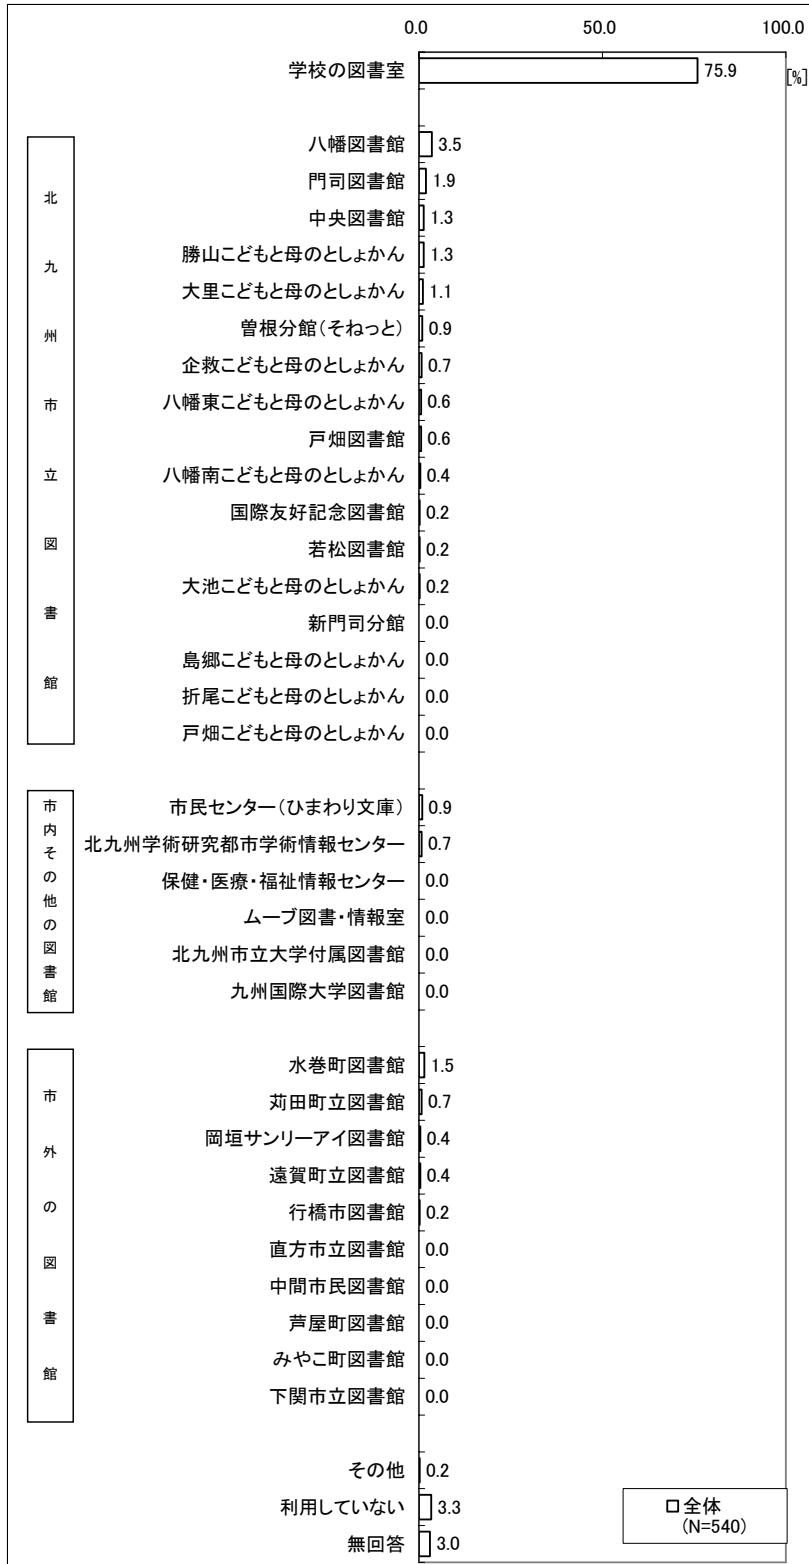 0.0 50.0 100.0
[%]
学校の図書室 75.9
北九州市立図書館
八幡図書館 3.5
門司図書館 1.9
中央図書館 1.3
勝山こどもと母のとしょかん 1.3
大里こどもと母のとしょかん 1.1
曽根分館(そねっと) 0.9
企救こどもと母のとしょかん 0.7
八幡東こどもと母のとしょかん 0.6
戸畑図書館 0.6
八幡南こどもと母のとしょかん 0.4
国際友好記念図書館 0.2
若松図書館 0.2
大池こどもと母のとしょかん 0.2
新門司分館 0.0
島郷こどもと母のとしょかん 0.0
折尾こどもと母のとしょかん 0.0
戸畑こどもと母のとしょかん 0.0
市内その他の図書館
市民センター(ひまわり文庫) 0.9
北九州学術研究都市学術情報センター 0.7
保健・医療・福祉情報センター 0.0
ムーブ図書・情報室 0.0
北九州市立大学付属図書館 0.0
九州国際大学図書館 0.0
市外の図書館
水巻町図書館 1.5
苅田町立図書館 0.7
岡垣サンリーアイ図書館 0.4
遠賀町立図書館 0.4
行橋市図書館 0.2
直方市立図書館 0.0
中間市民図書館 0.0
芦屋町図書館 0.0
みやこ町図書館 0.0
下関市立図書館 0.0
その他 0.2
利用していない 3.3
無回答 3.0
全体
(N=540)